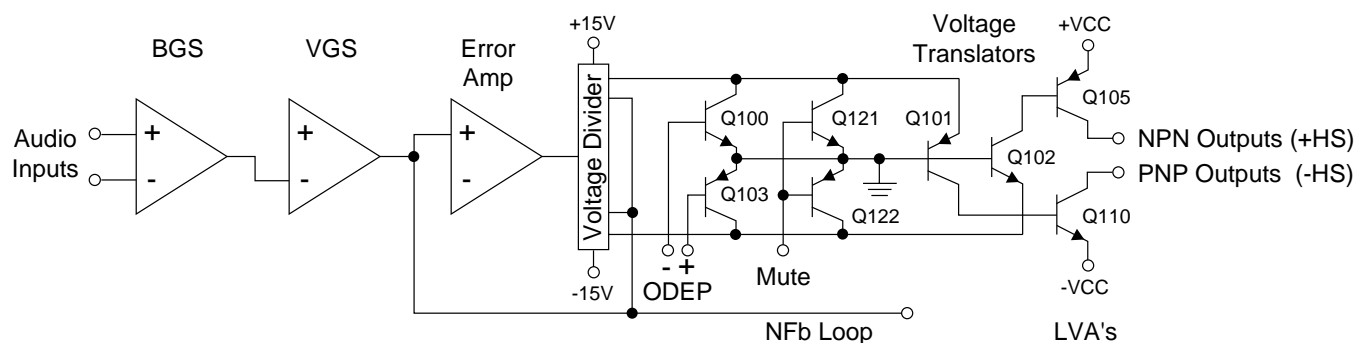 BGS
VGS
Error
Amp
+15V
Voltage
Translators
+VCC
Audio
Inputs
+
-
+
-
+
-
Voltage Divider
Q100
Q121
Q101
Q105
Q102
NPN Outputs (+HS)
PNP Outputs (-HS)
Q103
Q122
Q110
-15V
- +
ODEP
Mute
-VCC
NFb Loop
LVA's